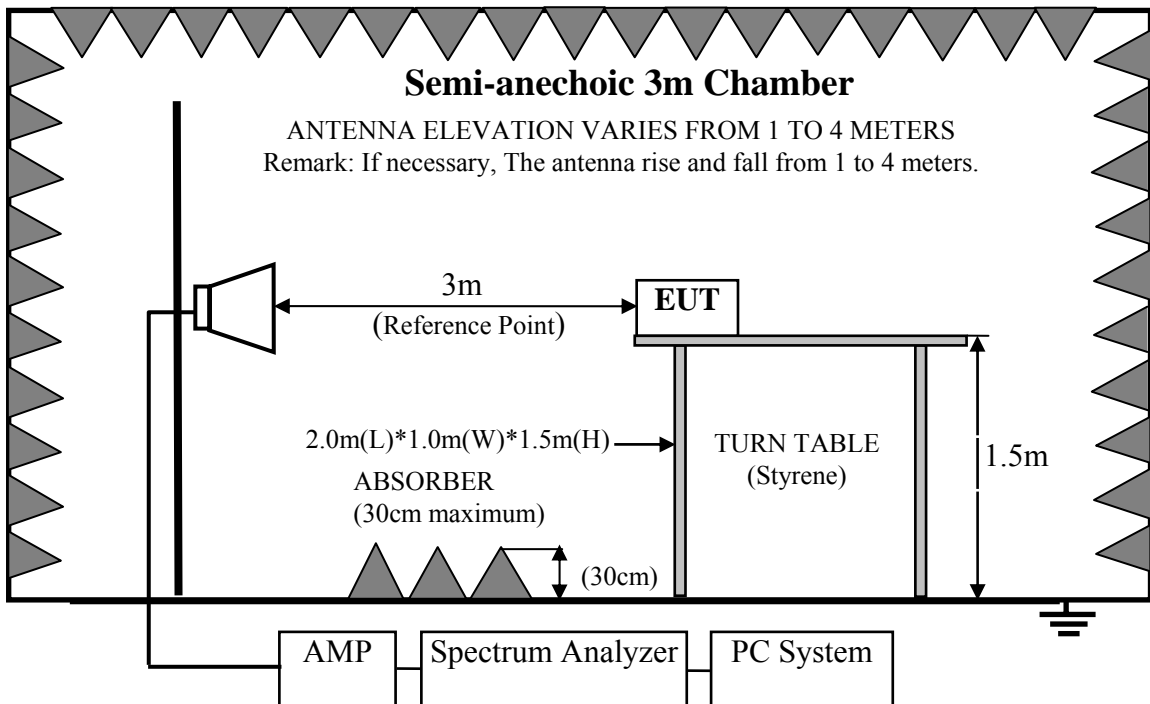 Semi-anechoic 3m Chamber
ANTENNA ELEVATION VARIES FROM 1 TO 4 METERS
Remark: If necessary, The antenna rise and fall from 1 to 4 meters.
3m
(Reference Point)
EUT
2.0m(L)*1.0m(W)*1.5m(H)
ABSORBER
(30cm maximum)
(30cm)
TURN TABLE
(Styrene)
1.5m
AMP
Spectrum Analyzer
PC System